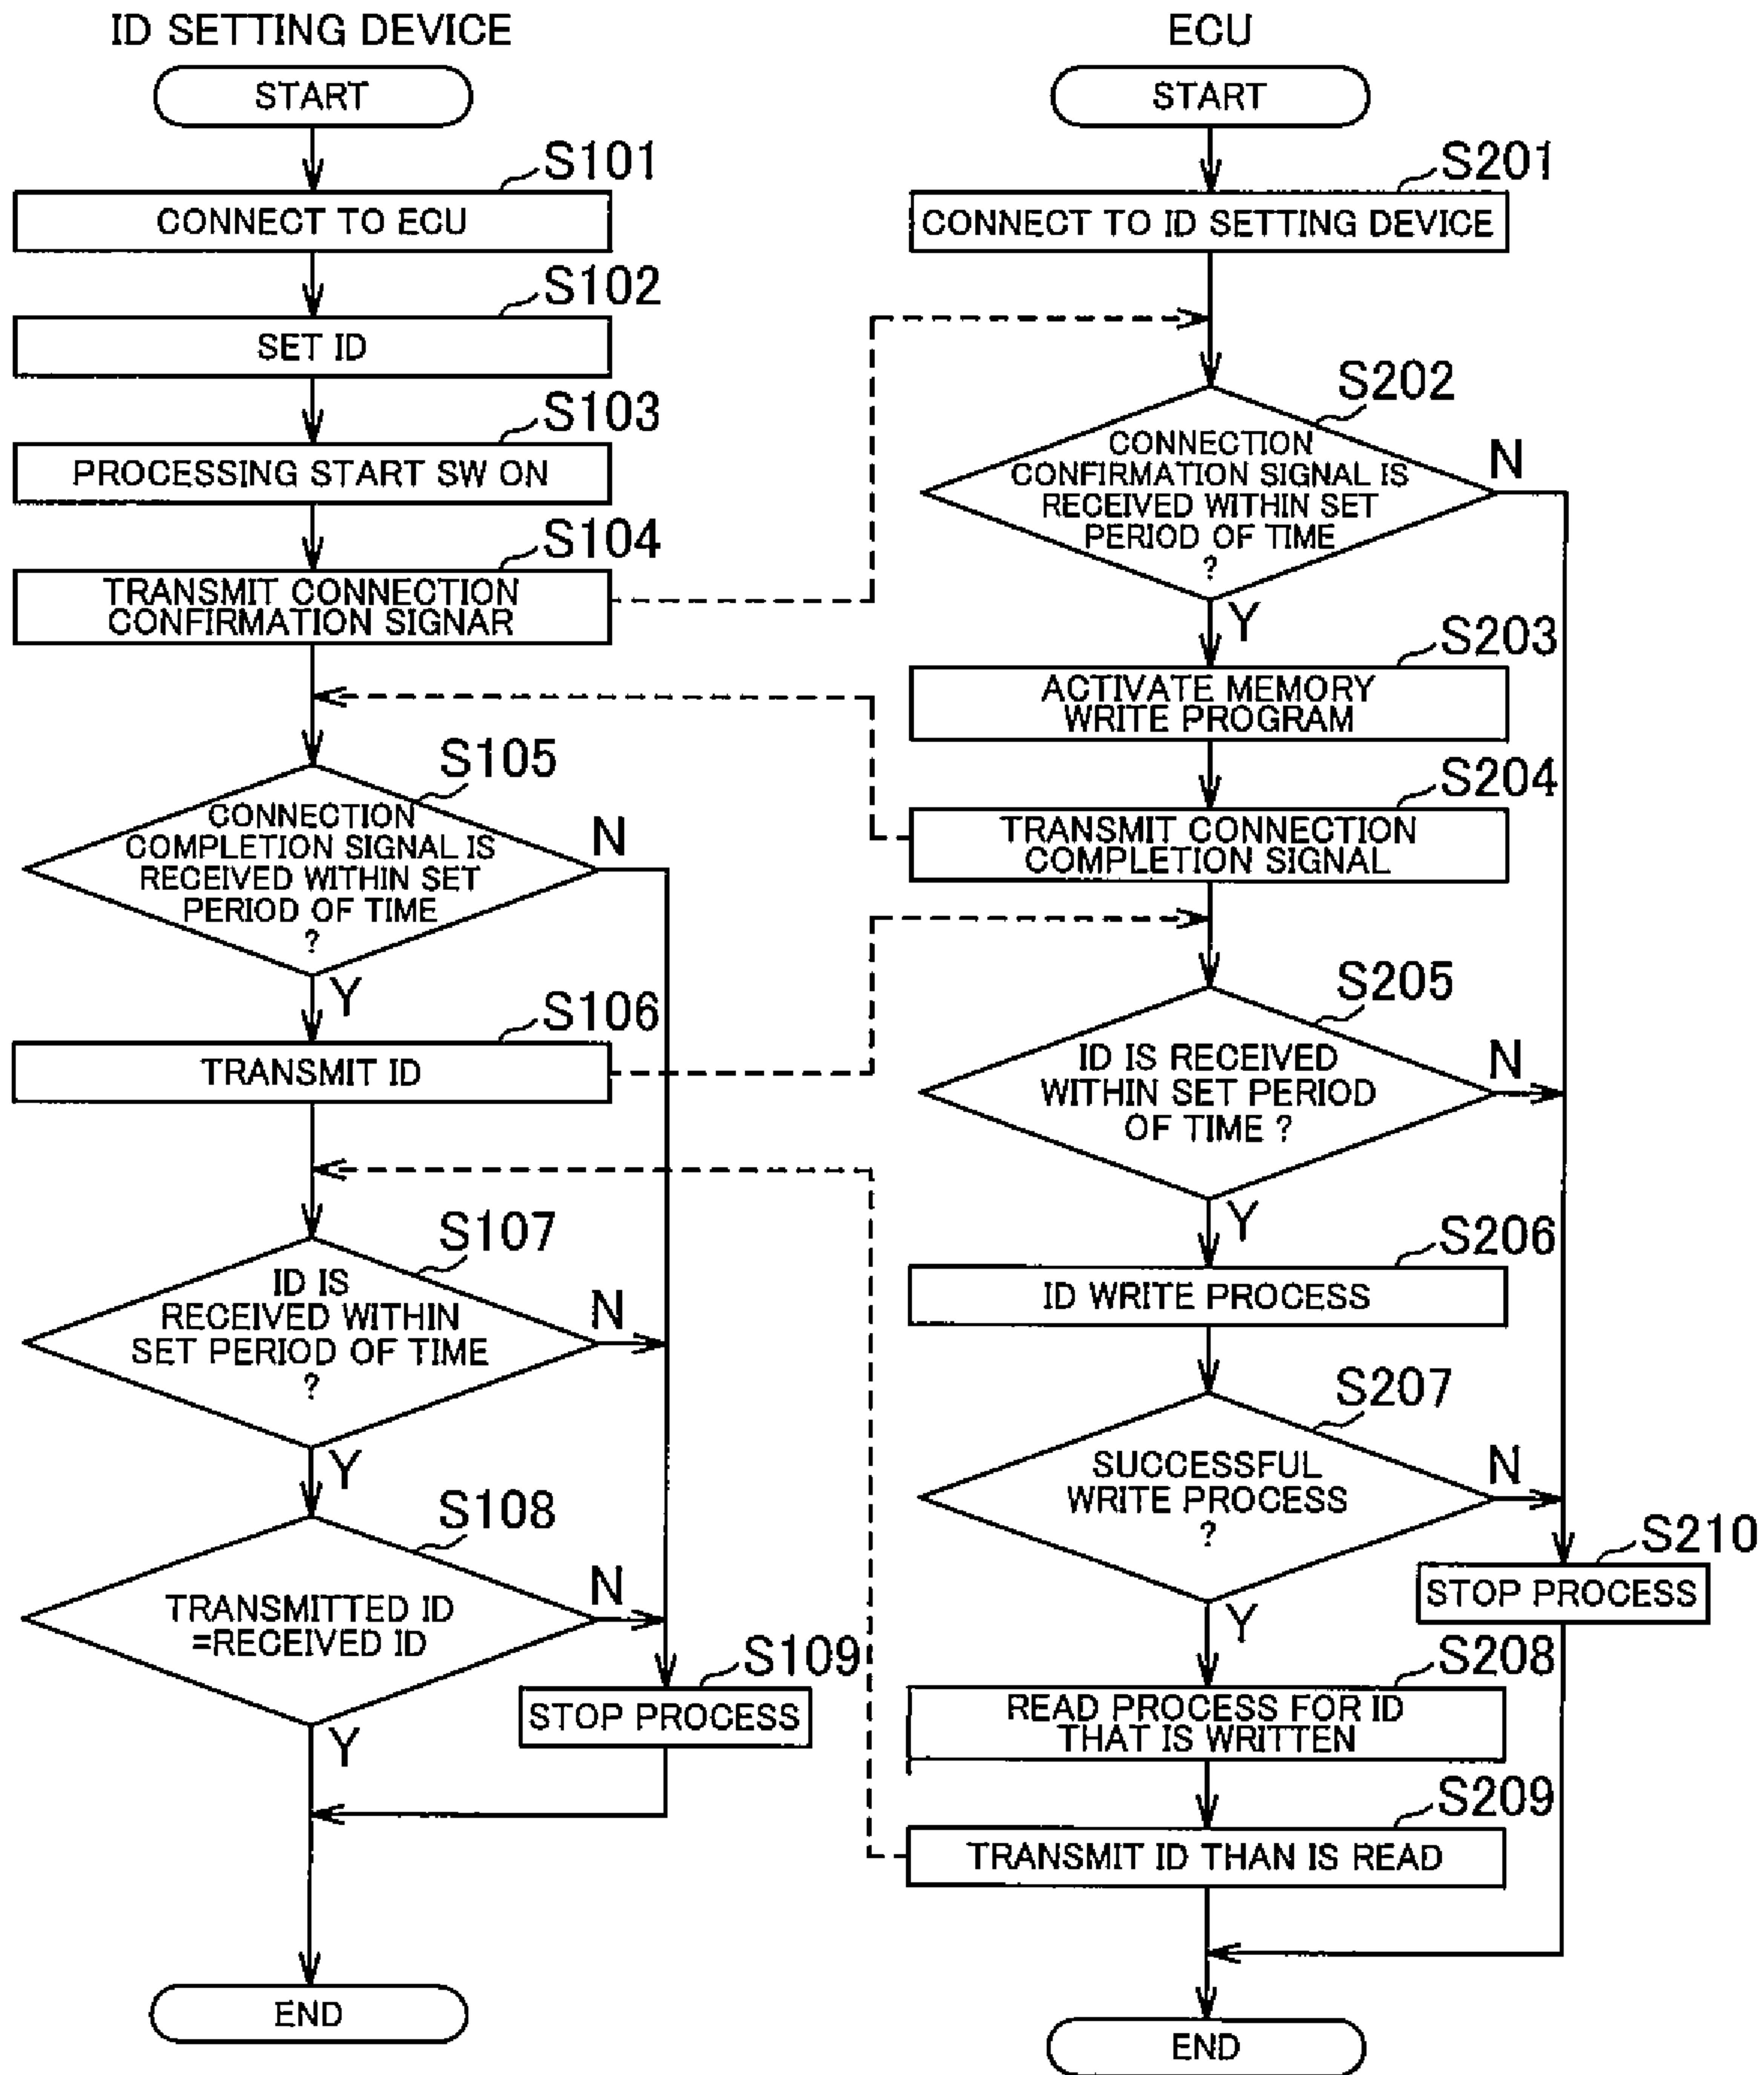 ID SETTING DEVICE
START
S101
CONNECT TO ECU
S102
SET ID
S103
PROCESSING START SW ON
S104
TRANSMIT CONNECTION
CONFIRMATION SIGNAR
S105
CONNECTION
COMPLETION SIGNAL IS
RECEIVED WITHIN SET
PERIOD OF TIME
?
N
Y
S106
TRANSMIT ID
S107
ID IS
RECEIVED WITHIN
SET PERIOD OF TIME
?
N
Y
S108
TRANSMITTED ID
=RECEIVED ID
N
Y
S109
STOP PROCESS
END
ECU
START
S201
CONNECT TO ID SETTING DEVICE
S202
CONNECTION
CONFIRMATION SIGNAL IS
RECEIVED WITHIN SET
PERIOD OF TIME
?
N
Y
S203
ACTIVATE MEMORY
WRITE PROGRAM
S204
TRANSMIT CONNECTION
COMPLETION SIGNAL
S205
ID IS RECEIVED
WITHIN SET PERIOD
OF TIME ?
N
Y
S206
ID WRITE PROCESS
S207
SUCCESSFUL
WRITE PROCESS
?
N
Y
S210
STOP PROCESS
S208
READ PROCESS FOR ID
THAT IS WRITTEN
S209
TRANSMIT ID THAN IS READ
END